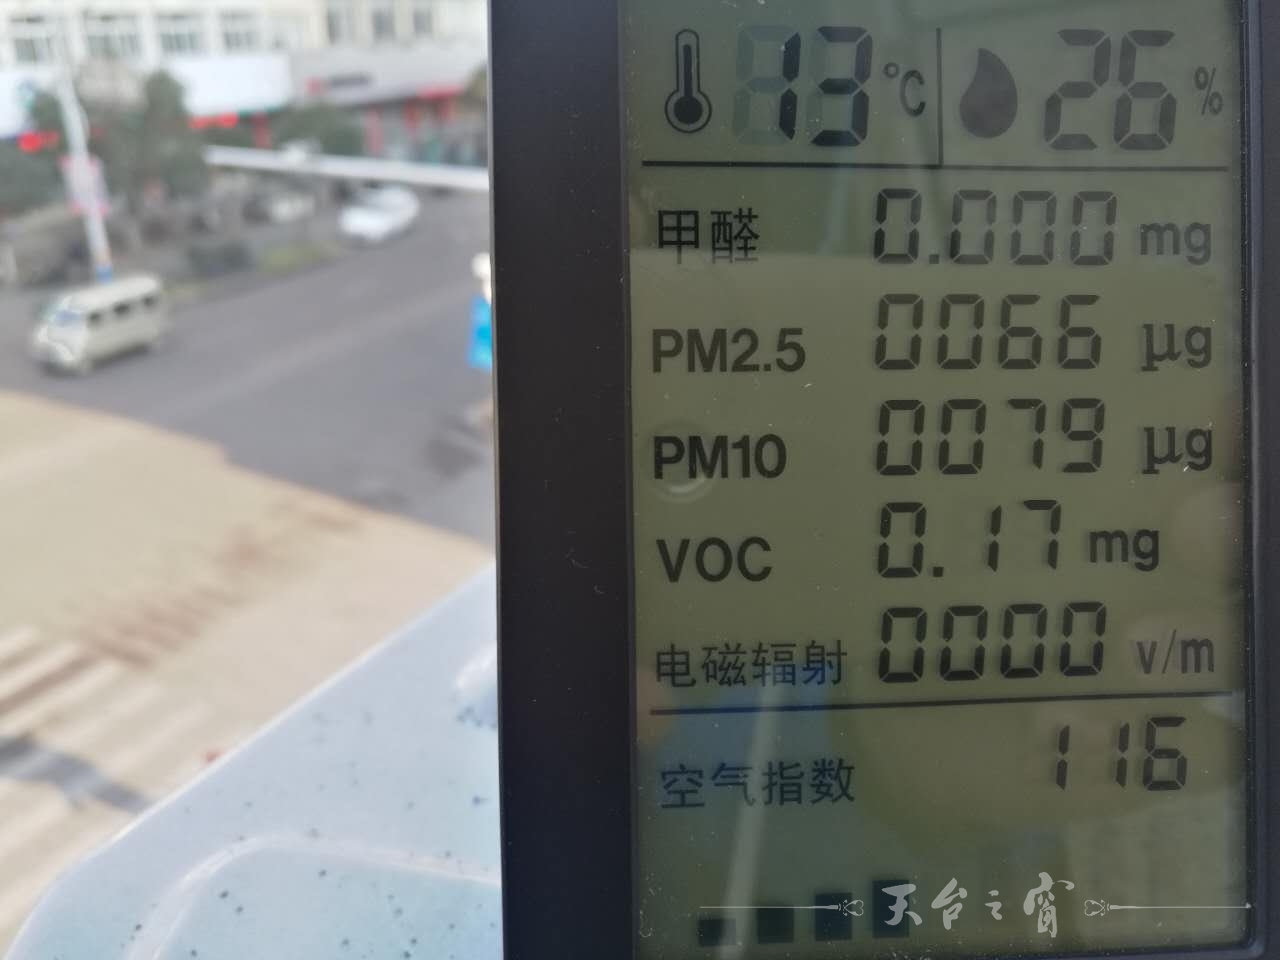 13 °C 26 %
甲醛 0.000 mg
PM2.5 0066 µg
PM10 0079 µg
VOC 0.17 mg
电磁辐射 0000 v/m
空气指数 116
天台之窗